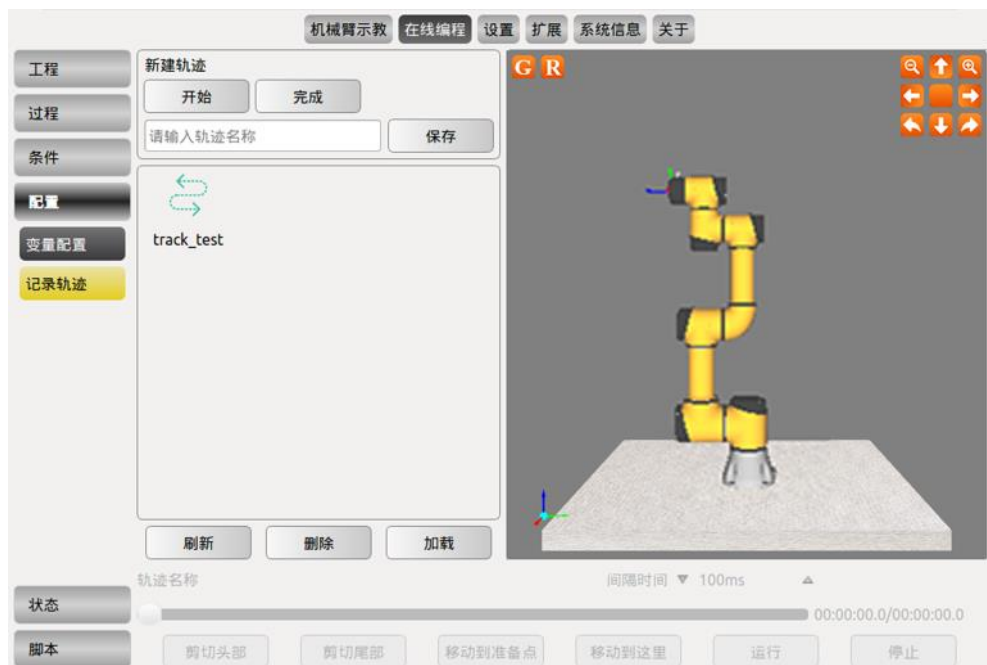 机械臂示教 在线编程 设置 扩展 系统信息 关于
工程
过程
条件
配置
变量配置
记录轨迹
状态
脚本
新建轨迹
开始 完成
请输入轨迹名称 保存
track_test
刷新 删除 加载
G R
轨迹名称 间隔时间 100ms
00:00:00.0/00:00:00.0
剪切头部 剪切尾部 移动到准备点 移动到这里 运行 停止